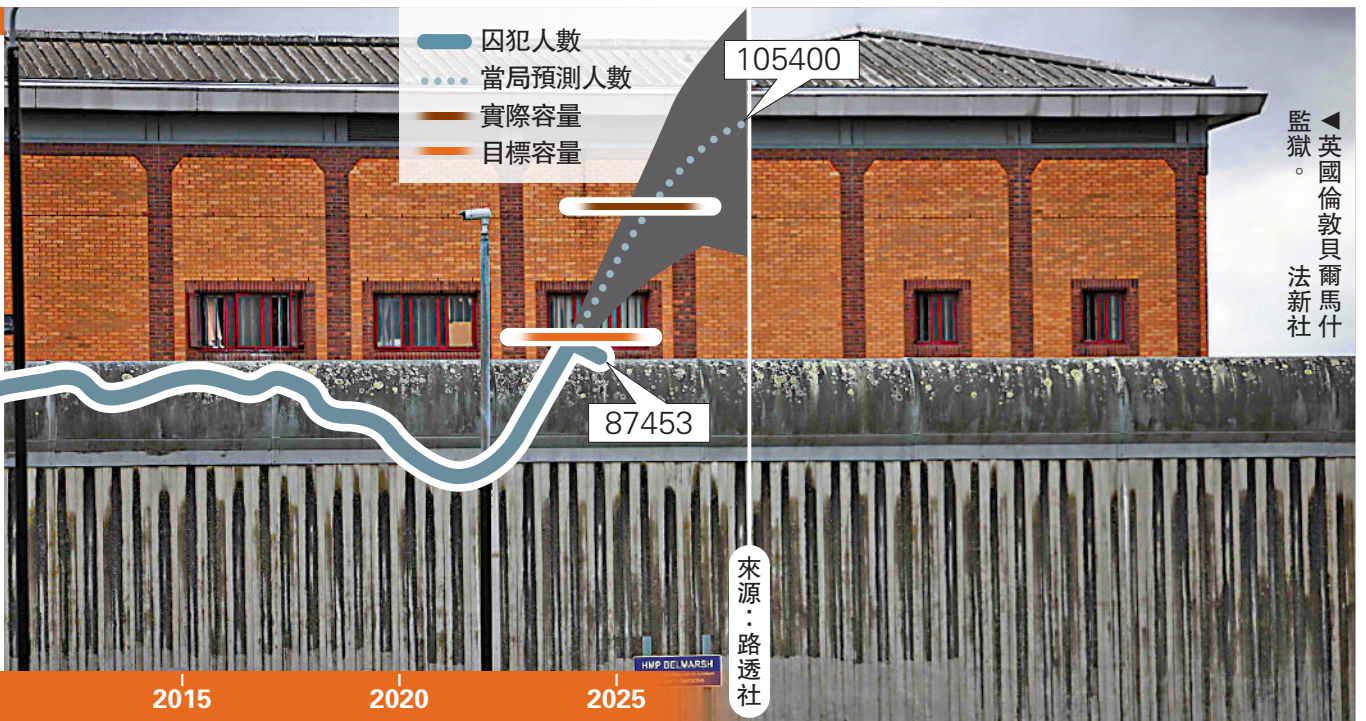 囚犯人數
當局預測人數
實際容量
目標容量
105400
87453
◀英國倫敦貝爾馬什
監獄。 法新社
來源：路透社
HMP BELMARSH
2015
2020
2025